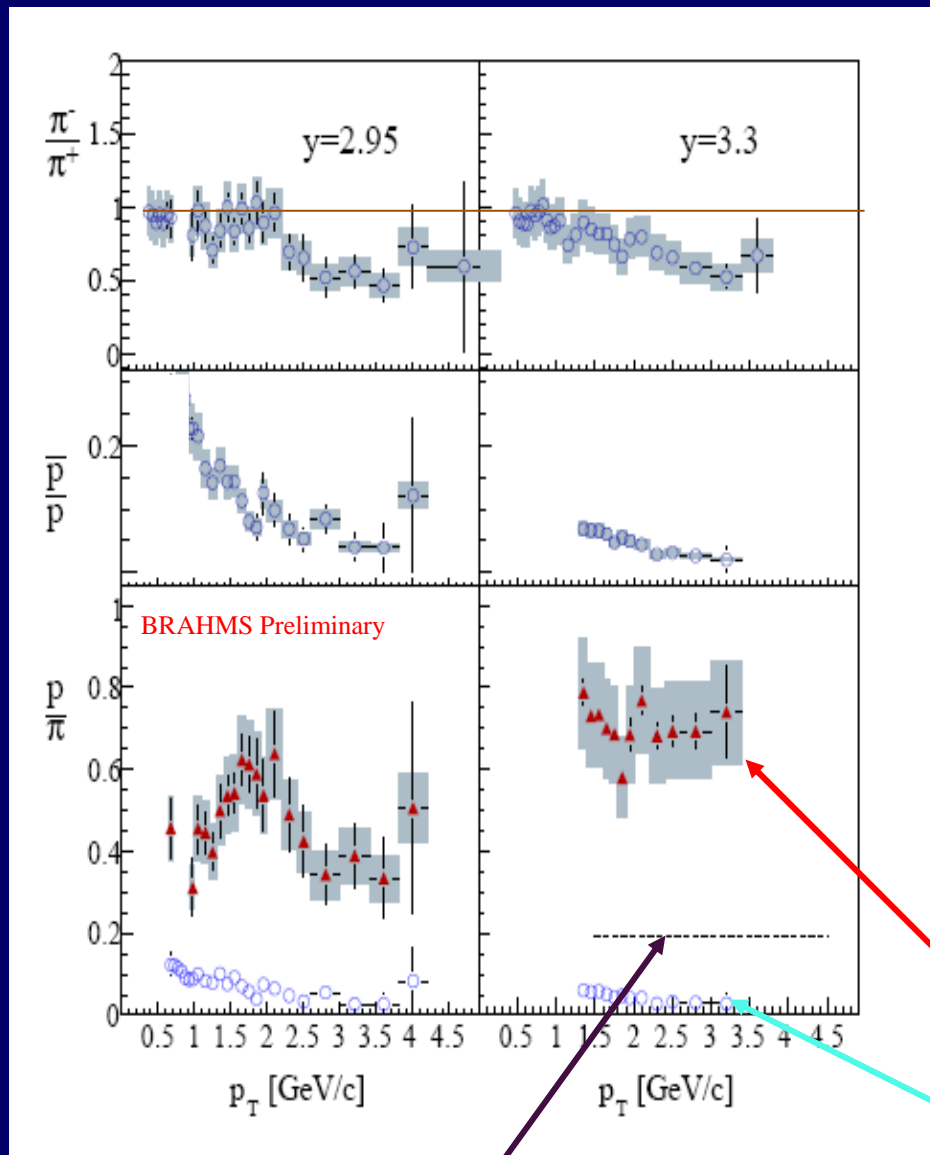 2
π⁻
π⁺
1.5
y=2.95
y=3.3
1
0.5
0
p̅
p
0.2
1
BRAHMS Preliminary
0.8
p
π
0.6
0.4
0.2
0
0.5 1 1.5 2 2.5 3 3.5 4 4.5
0.5 1 1.5 2 2.5 3 3.5 4 4.5
p_T [GeV/c]
p_T [GeV/c]